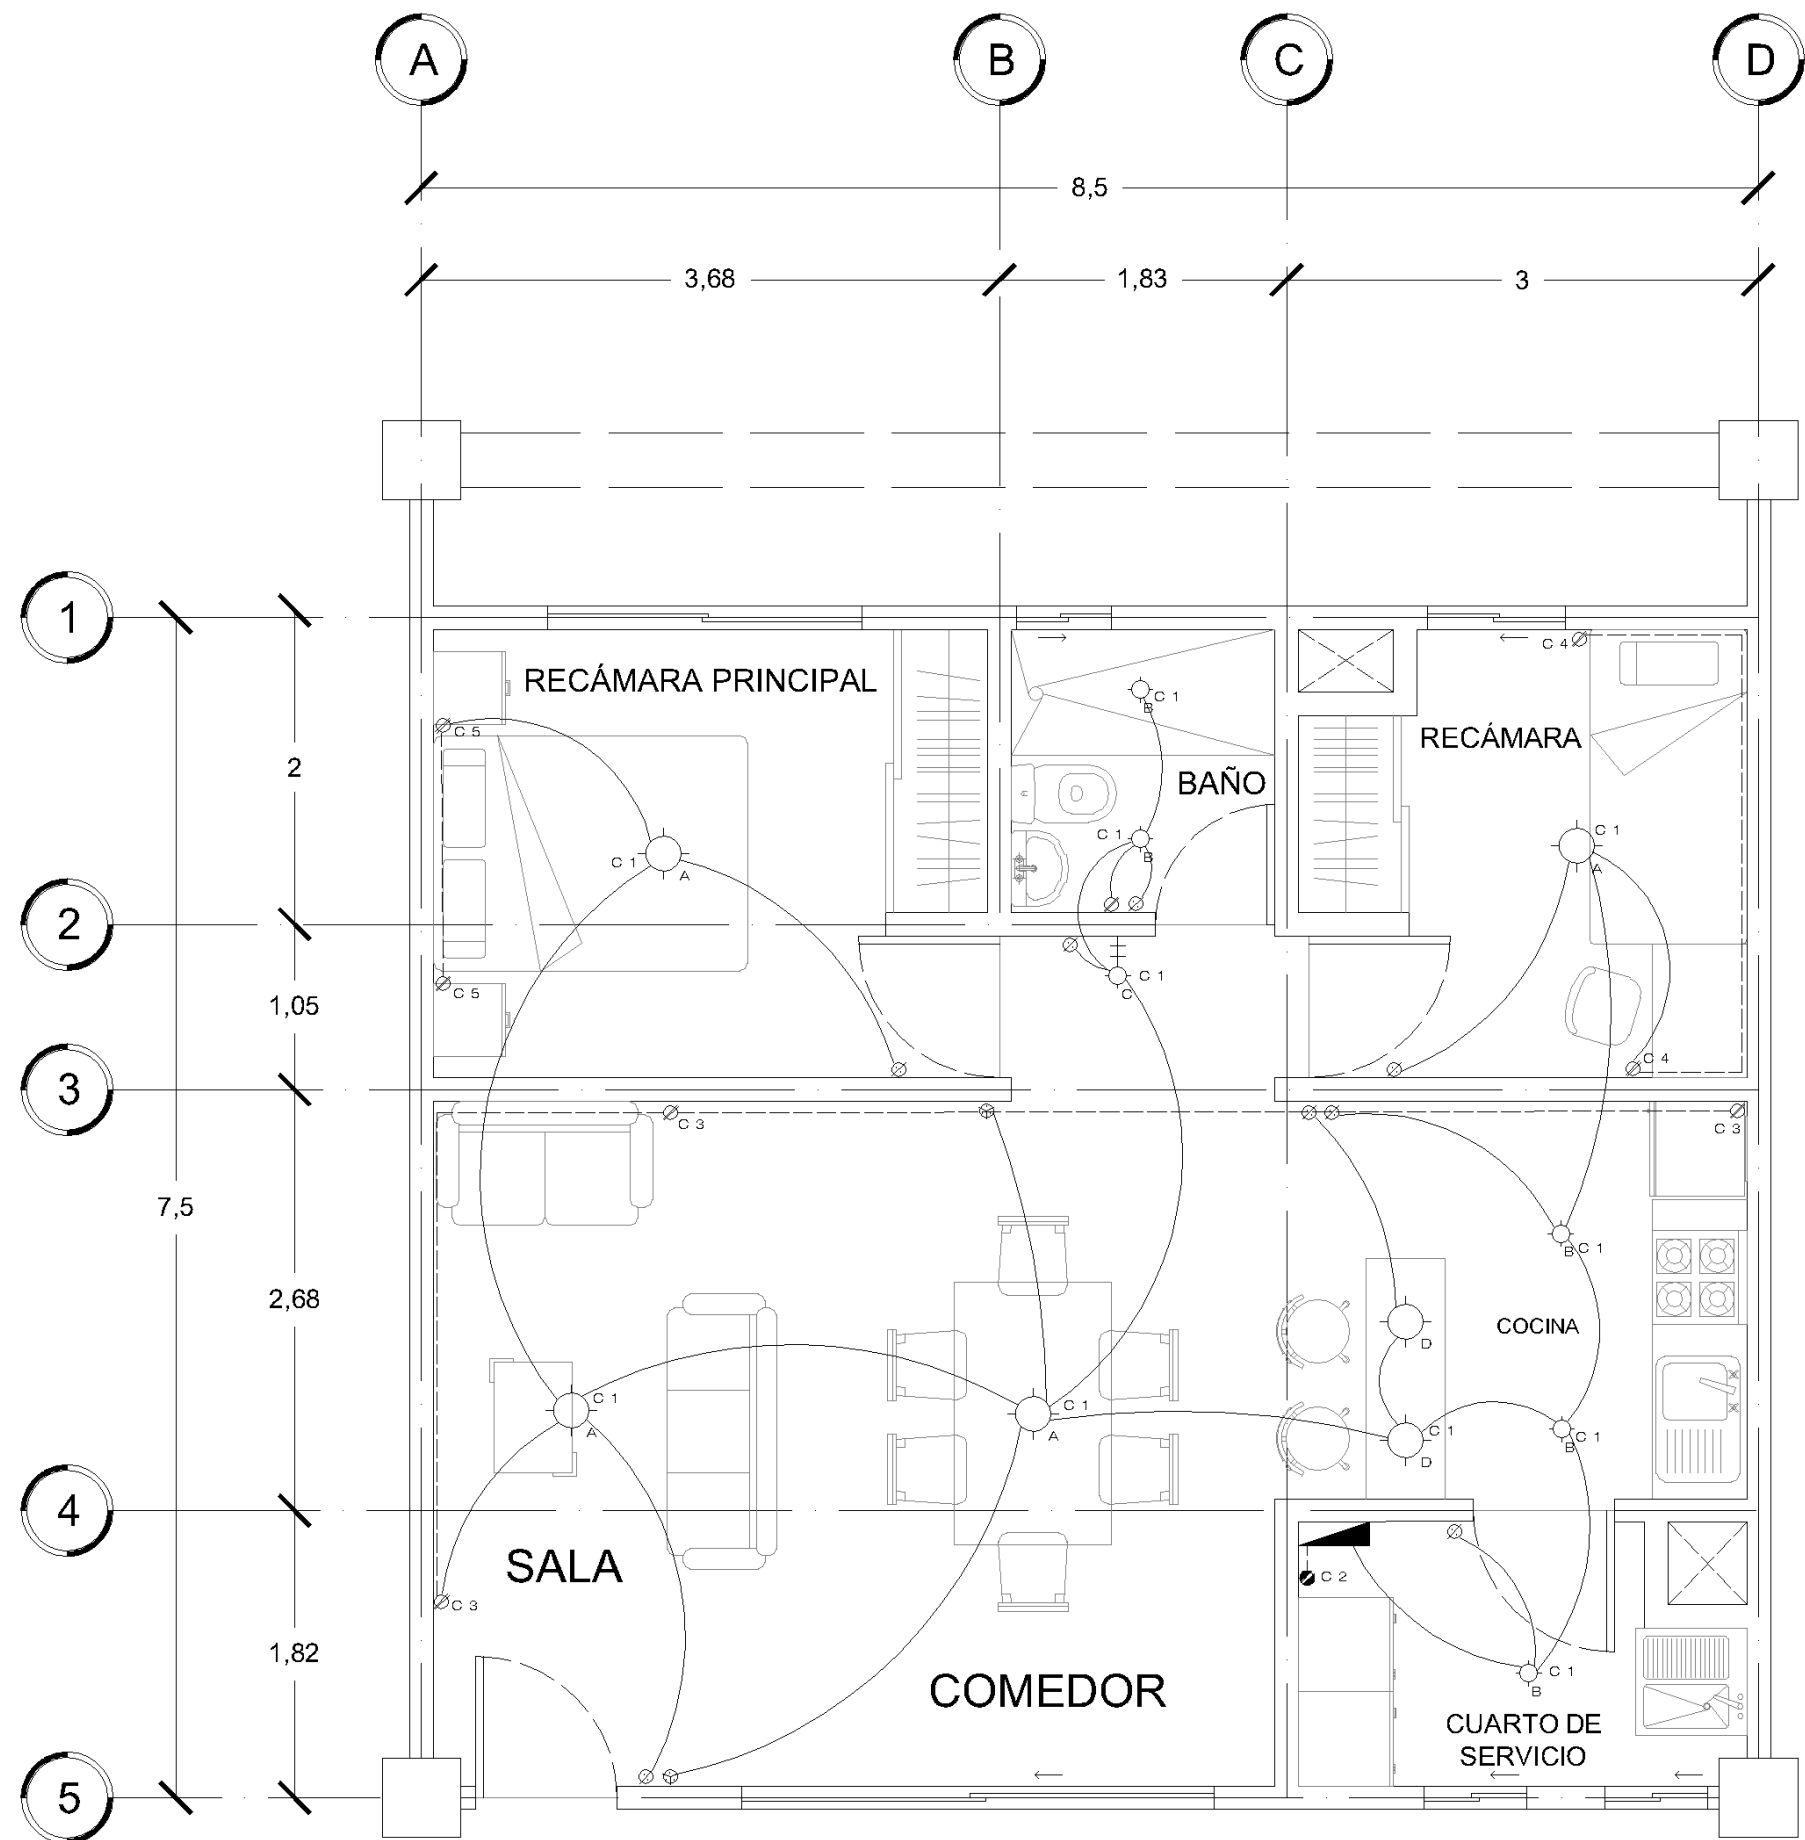 A B C D
8,5
3,68 1,83 3
1
C 4
RECÁMARA PRINCIPAL
C 1
B
C 5
RECÁMARA
2
BAÑO
C 1
B
C 1
A
C 1
A
2
C 5
C 1
C
1,05
C 4
3
C 3
C 3
7,5
C 1
B
2,68
COCINA
D
C 1
A
C 1
A
C 1
D
C 1
B
4
SALA
C 2
C 3
1,82
C 1
B
COMEDOR
CUARTO DE
SERVICIO
5